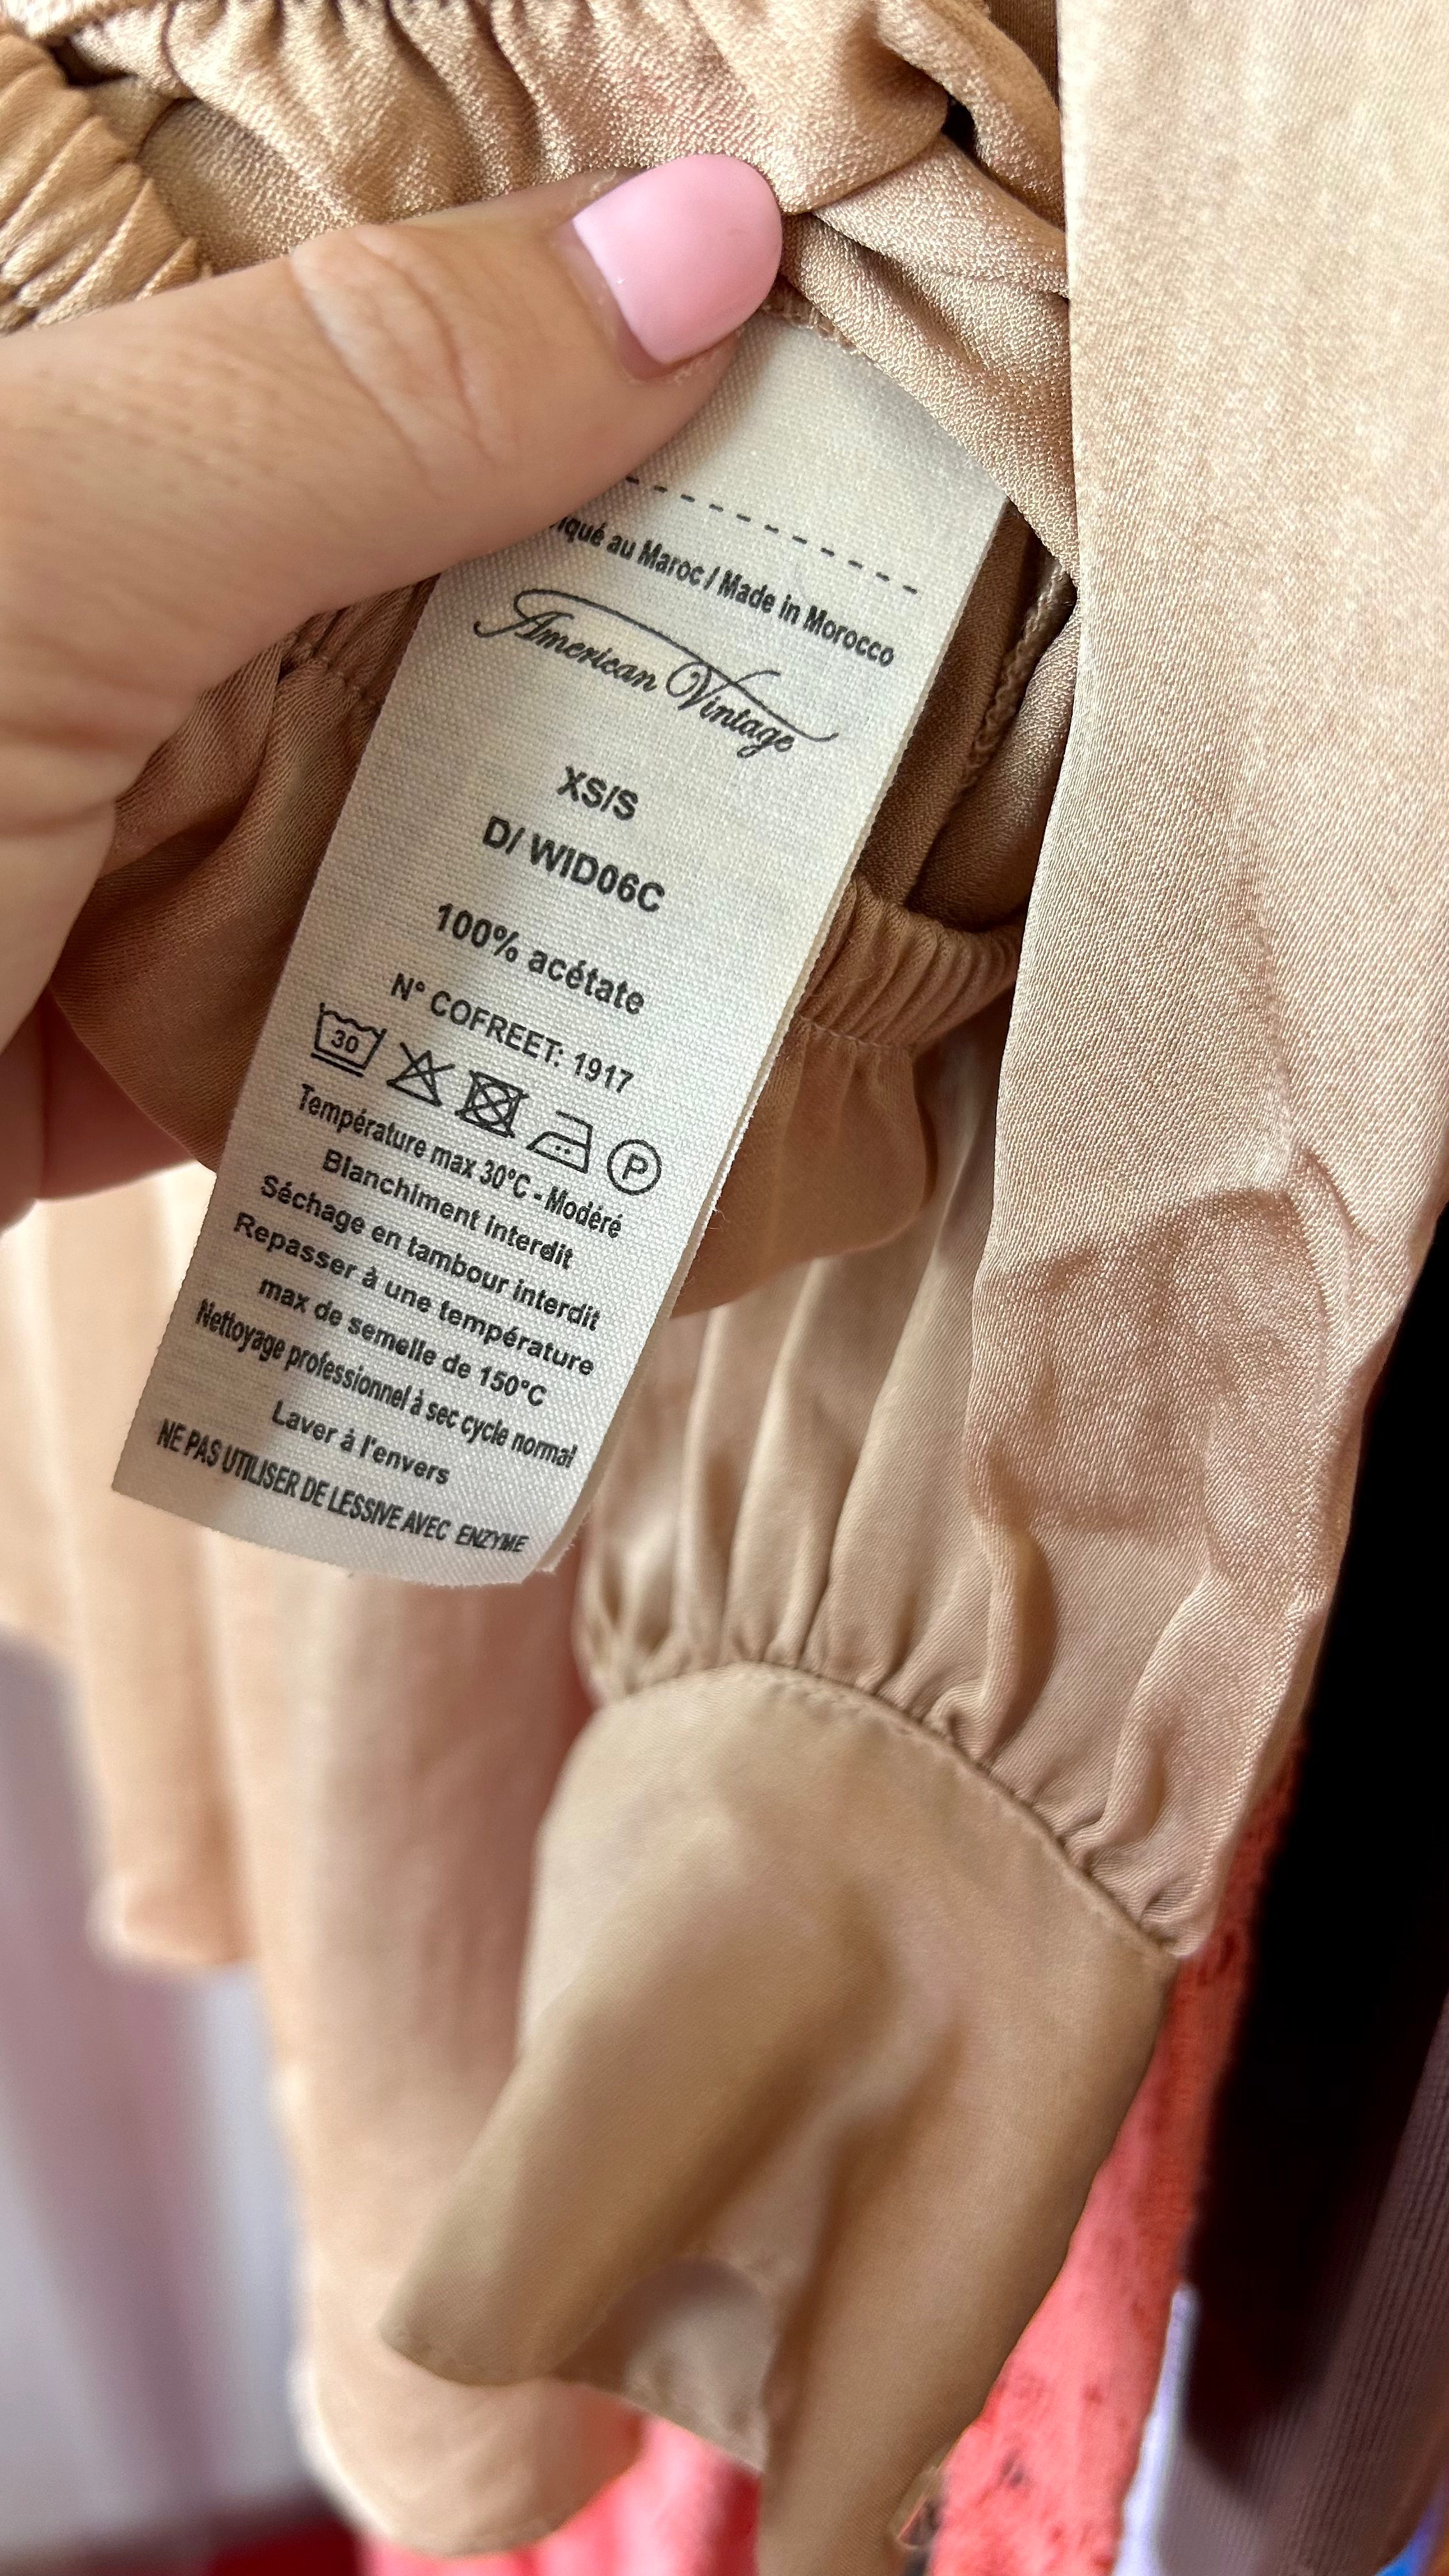 au Maroc / Made in Morocco
American Vintage
XS/S
D/ WID06C
100% acétate
N° COFREET: 1917
30
P
Température max 30°C - Modéré
Blanchiment interdit
Séchage en tambour interdit
Repasser à une température
max de semelle de 150°C
Nettoyage professionnel à sec cycle normal
Laver à l'envers
NE PAS UTILISER DE LESSIVE AVEC ENZYME